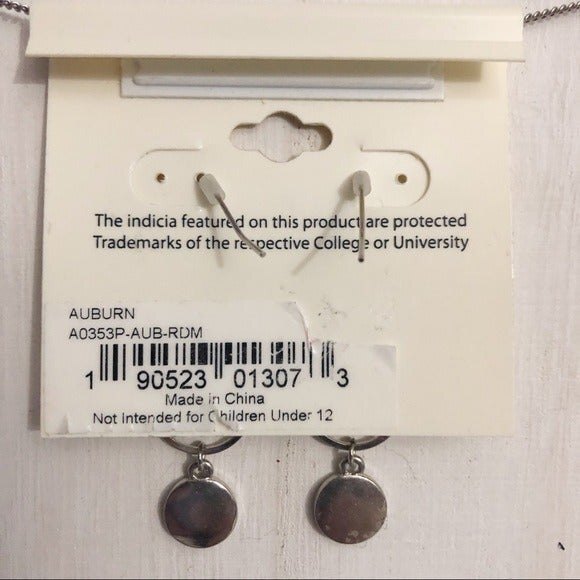 The indicia featured on this product are protected
Trademarks of the respective College or University
AUBURN
A0353P-AUB-RDM
1 90523 01307 3
Made in China
Not Intended for Children Under 12